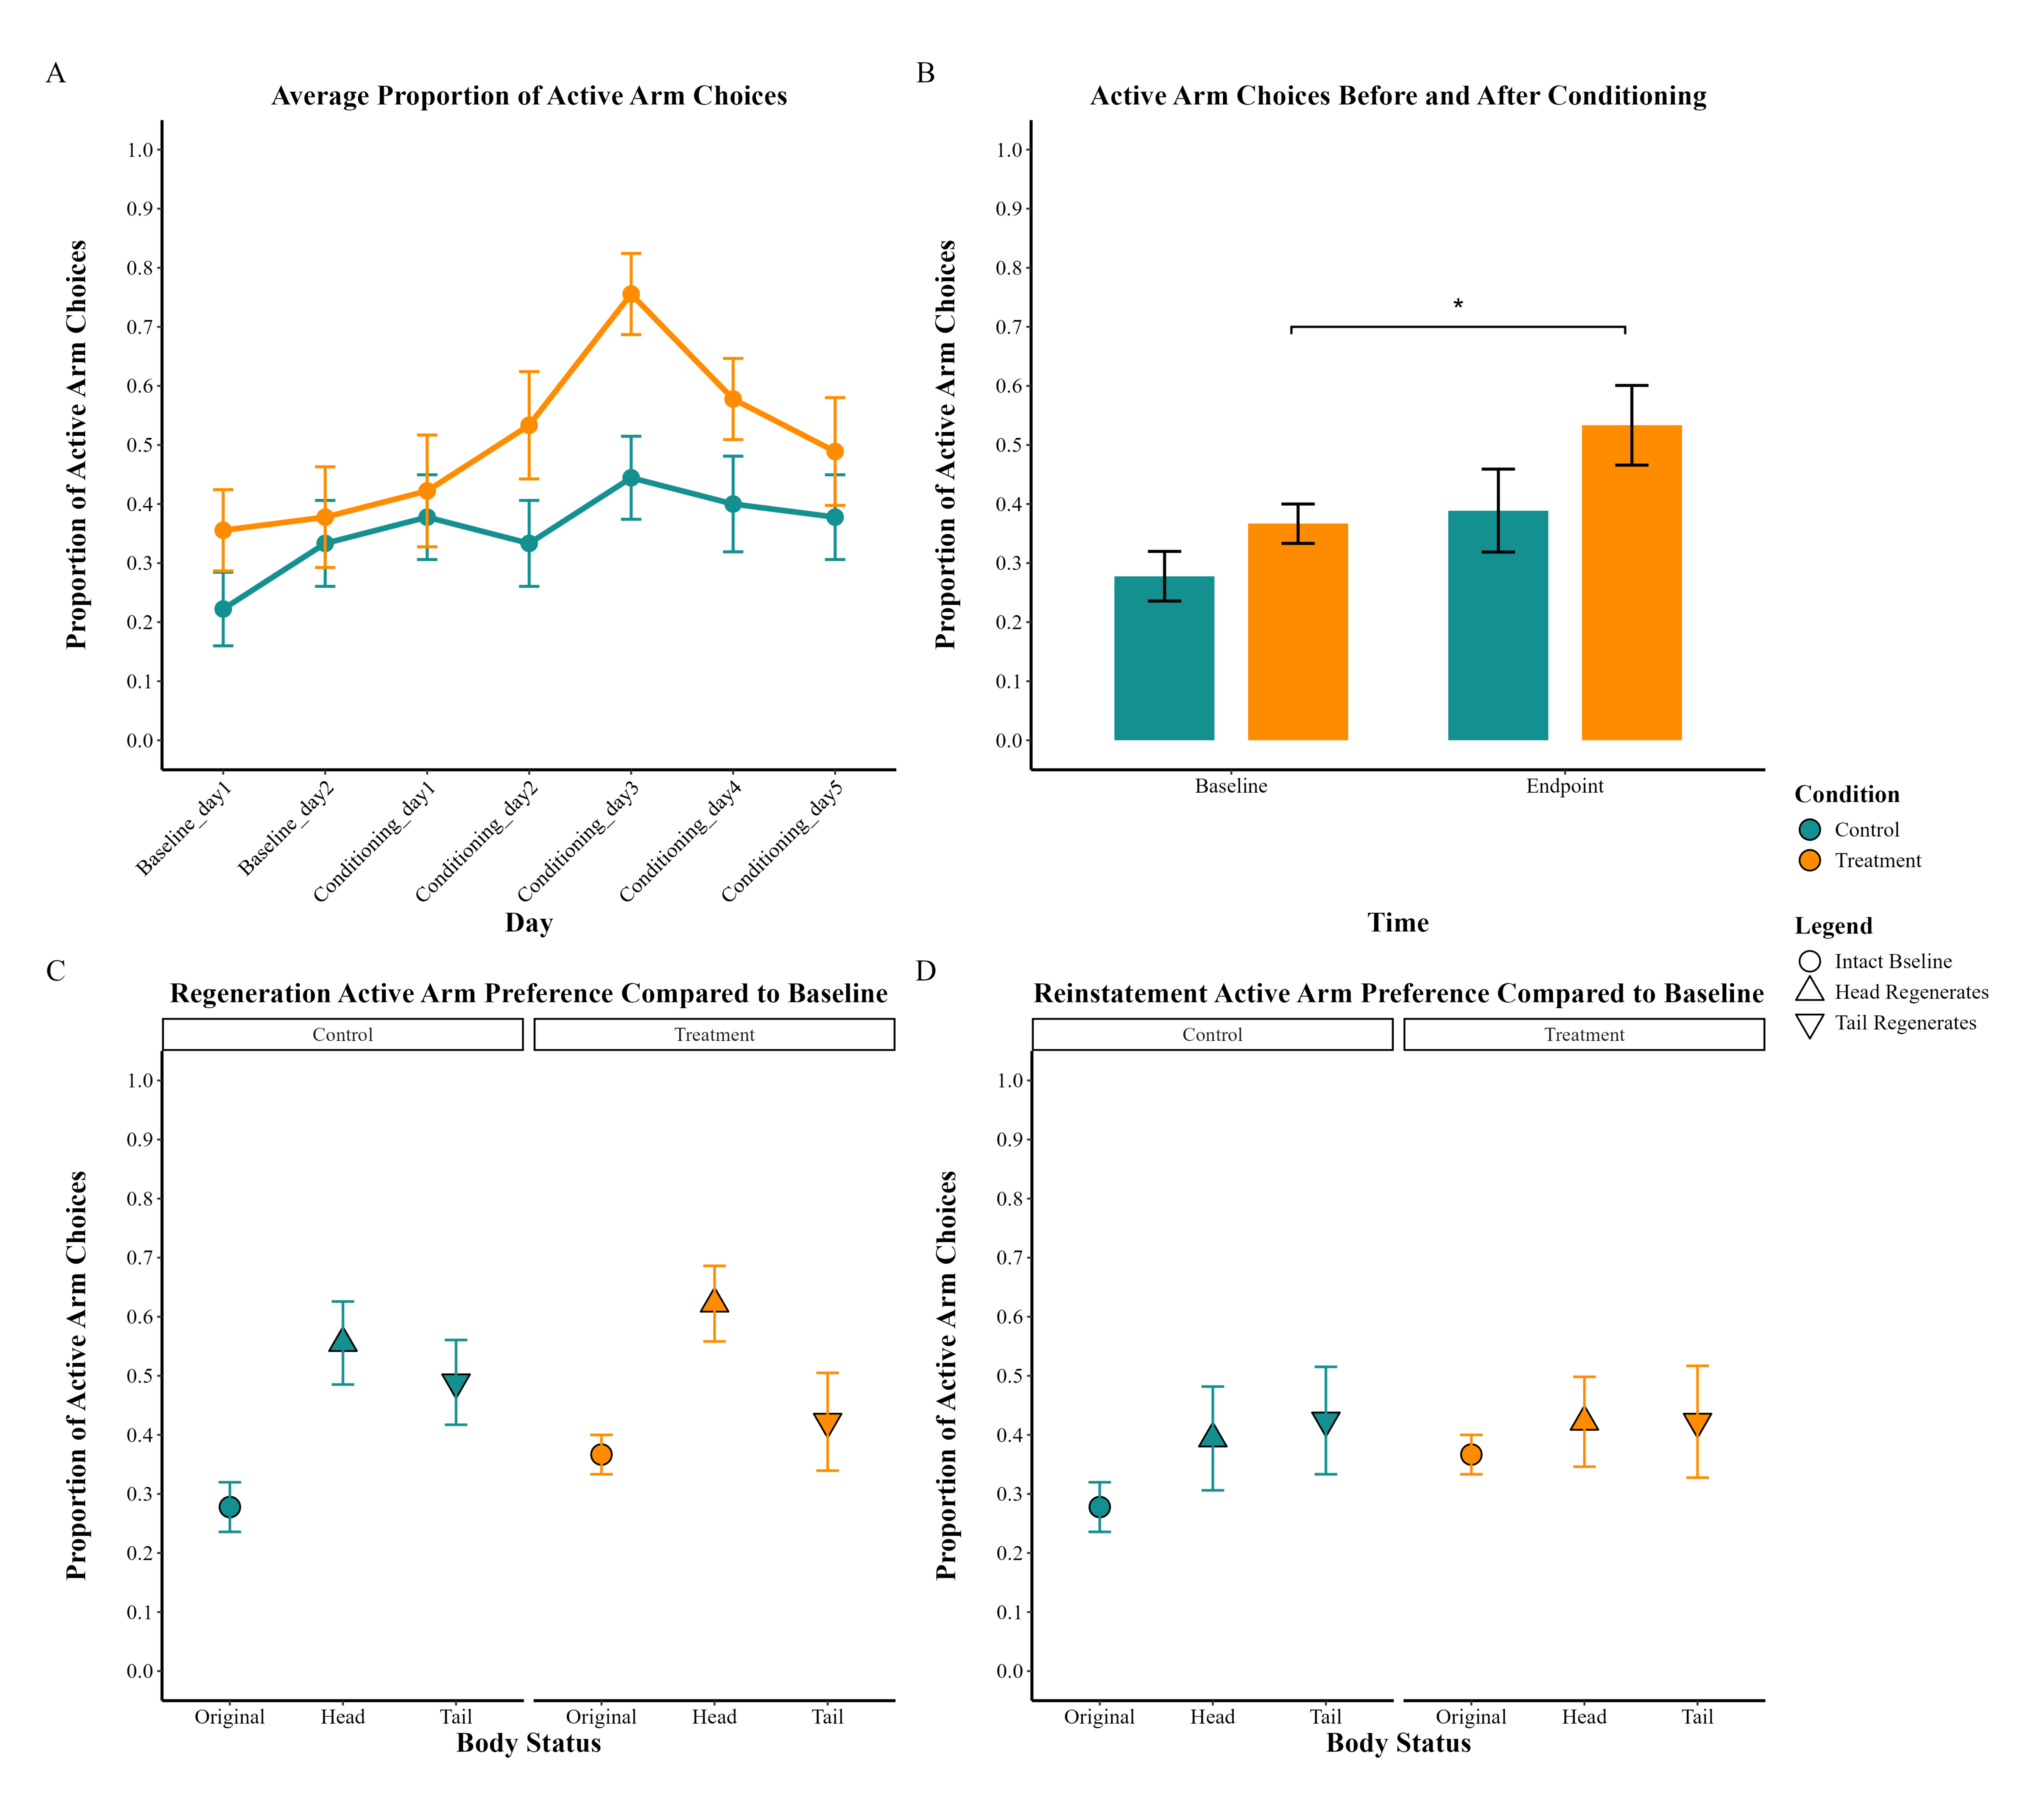 A
Average Proportion of Active Arm Choices
Proportion of Active Arm Choices
1.0
0.9
0.8
0.7
0.6
0.5
0.4
0.3
0.2
0.1
0.0
Baseline_day1
Baseline_day2
Conditioning_day1
Conditioning_day2
Conditioning_day3
Conditioning_day4
Conditioning_day5
Day
B
Active Arm Choices Before and After Conditioning
Proportion of Active Arm Choices
1.0
0.9
0.8
0.7
0.6
0.5
0.4
0.3
0.2
0.1
0.0
*
Baseline
Endpoint
Time
Condition
Control
Treatment
Legend
Intact Bseline
Head Regenerates
Tail Regenerates
C
Regeneration Active Arm Preference Compared to Baseline
Control
Treatment
Proportion of Active Arm Choices
1.0
0.9
0.8
0.7
0.6
0.5
0.4
0.3
0.2
0.1
0.0
Original
Head
Tail
Original
Head
Tail
Body Status
D
Reinstatement Active Arm Preference Compared to Baseline
Control
Treatment
Proportion of Active Arm Choices
1.0
0.9
0.8
0.7
0.6
0.5
0.4
0.3
0.2
0.1
0.0
Original
Head
Tail
Original
Head
Tail
Body Status